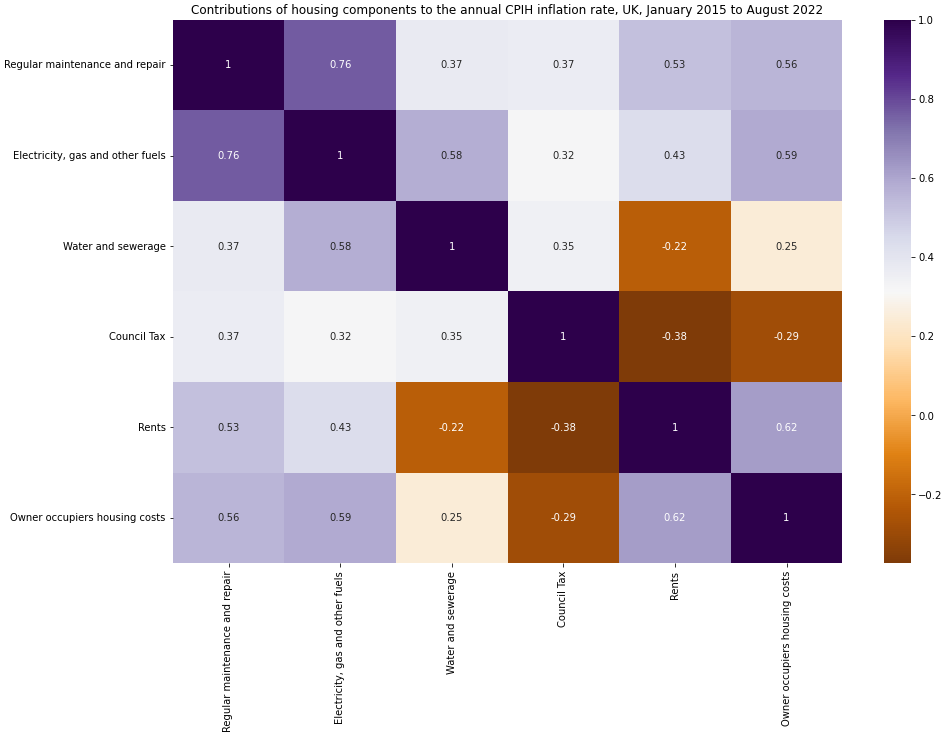 Contributions of housing components to the annual CPIH inflation rate, UK, January 2015 to August 2022
Regular maintenance and repair 1 0.76 0.37 0.37 0.53 0.56
Electricity, gas and other fuels 0.76 1 0.58 0.32 0.43 0.59
Water and sewerage 0.37 0.58 1 0.35 -0.22 0.25
Council Tax 0.37 0.32 0.35 1 -0.38 -0.29
Rents 0.53 0.43 -0.22 -0.38 1 0.62
Owner occupiers housing costs 0.56 0.59 0.25 -0.29 0.62 1
Regular maintenance and repair
Electricity, gas and other fuels
Water and sewerage
Council Tax
Rents
Owner occupiers housing costs
1.0
0.8
0.6
0.4
0.2
0.0
−0.2